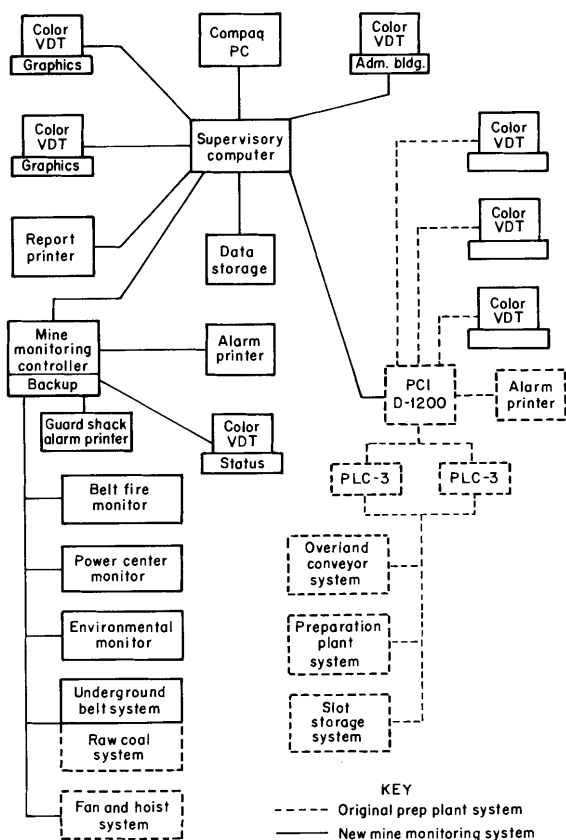 Color
VDT
Graphics
Compaq
PC
Color
VDT
Adm. bldg.
Color
VDT
Graphics
Supervisory
computer
Color
VDT
Report
printer
Data
storage
Color
VDT
Color
VDT
Mine
monitoring
controller
Backup
Alarm
printer
PCI
D-1200
Alarm
printer
Guard shack
alarm printer
Color
VDT
Status
PLC-3
PLC-3
Belt fire
monitor
Power center
monitor
Environmental
monitor
Underground
belt system
Raw coal
system
Fan and hoist
system
Overland
conveyor
system
Preparation
plant
system
Slot
storage
system
KEY
Original prep plant system
New mine monitoring system